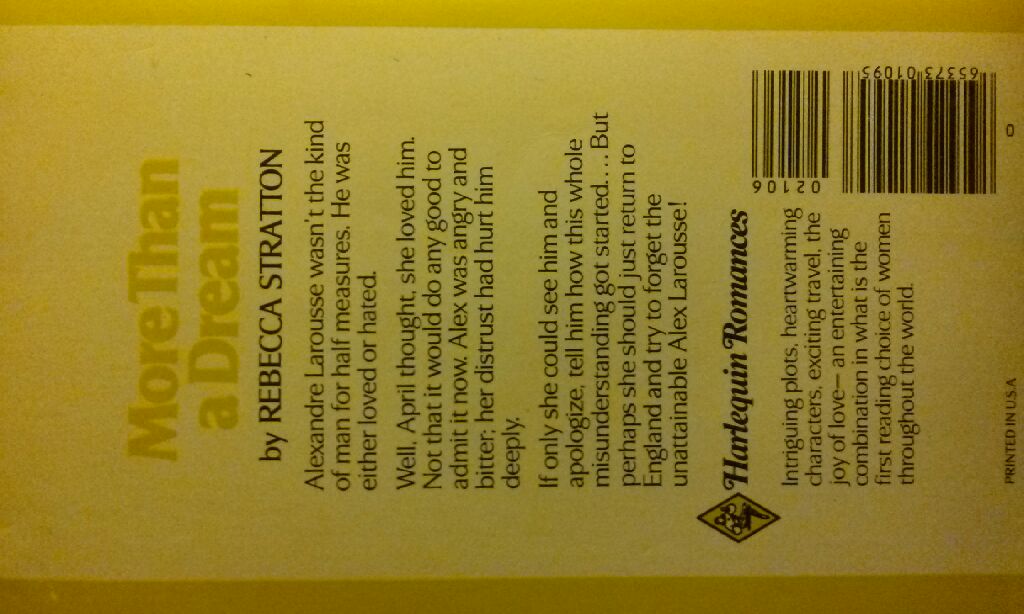 More Than
a Dream
by REBECCA STRATTON
Alexandre Larousse wasn't the kind
of man for half measures. He was
either loved or hated.
Well, April thought, she loved him.
Not that it would do any good to
admit it now. Alex was angry and
bitter; her distrust had hurt him
deeply.
If only she could see him and
apologize, tell him how this whole
misunderstanding got started... But
perhaps she should just return to
England and try to forget the
unattainable Alex Larousse!
Harlequin Romances
Intriguing plots, heartwarming
characters, exciting travel, the
joy of love—an entertaining
combination in what is the
first reading choice of women
throughout the world.
02106
65373 01095
0
PRINTED IN U.S.A